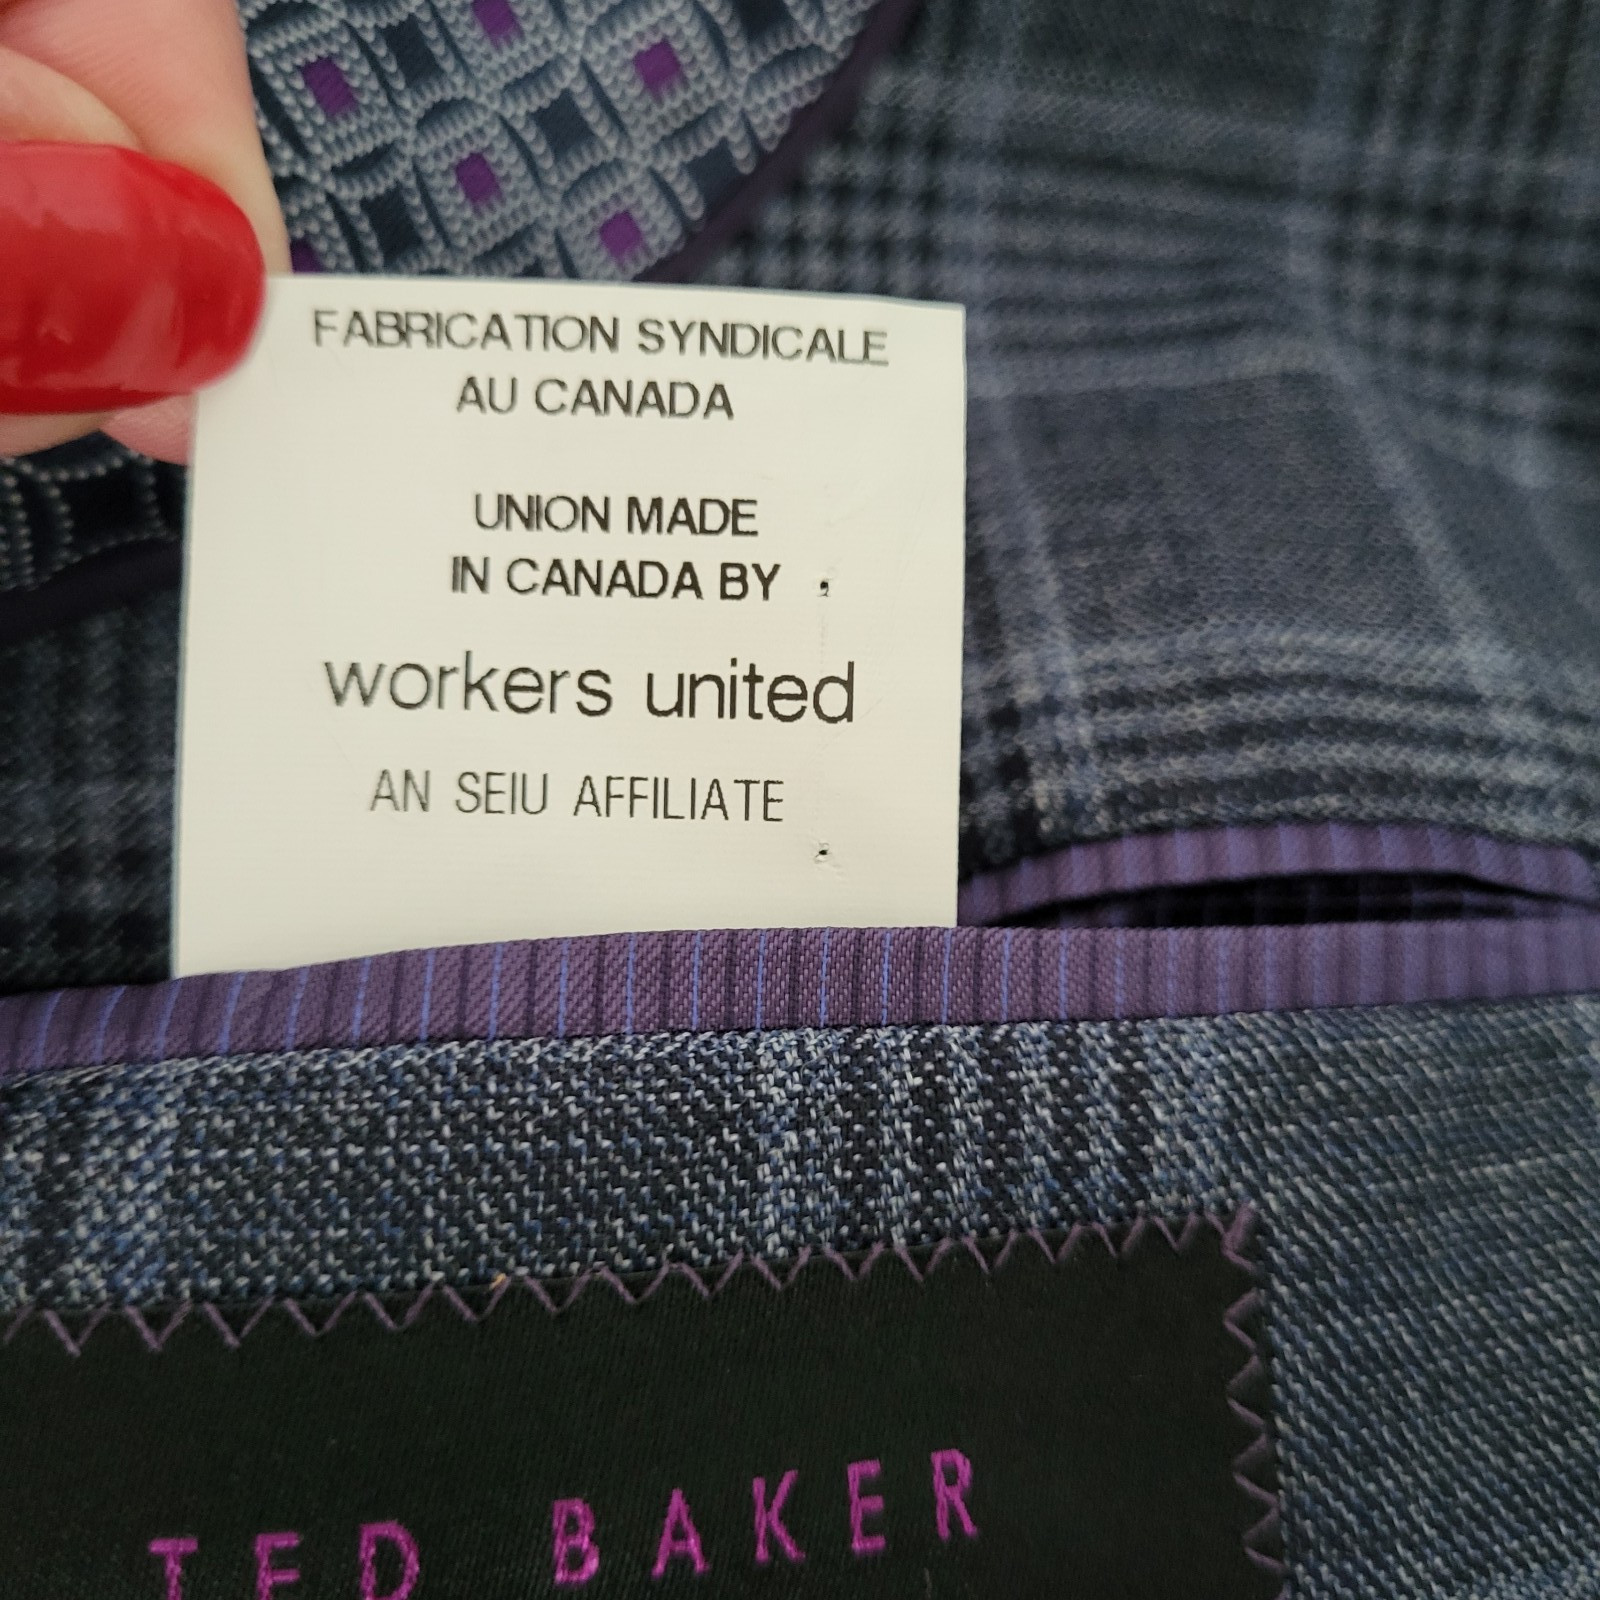 FABRICATION SYNDICALE
AU CANADA
UNION MADE
IN CANADA BY
workers united
AN SEIU AFFILIATE
TED BAKER